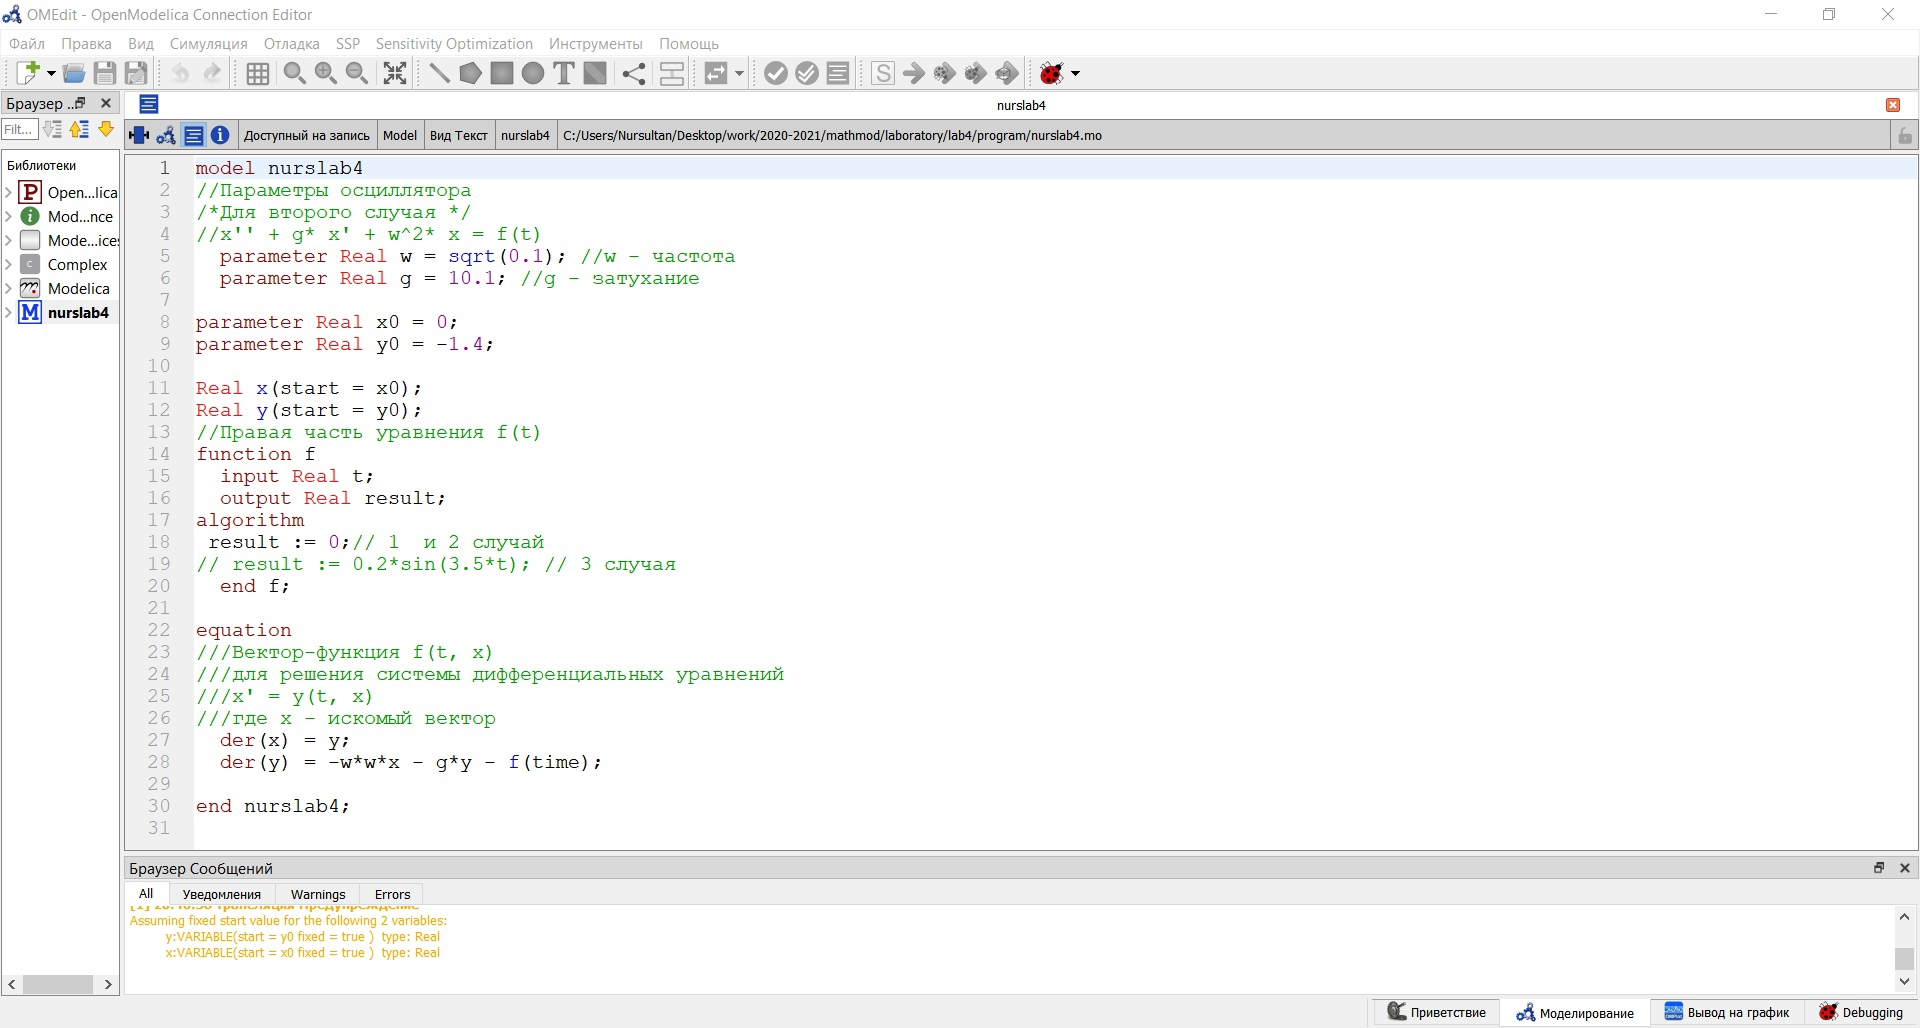 OMEdit - OpenModelica Connection Editor
Файл Правка Вид Симуляция Отладка SSP Sensitivity Optimization Инструменты Помощь
Браузер ..
nurslab4
Filt...
Доступный на запись Model Вид Текст nurslab4 C:/Users/Nursultan/Desktop/work/2020-2021/mathmod/laboratory/lab4/program/nurslab4.mo
Библиотеки
P Open...lica
i Mod...nce
Mode...ices
C Complex
m Modelica
M nurslab4
1 model nurslab4
2 //Параметры осциллятора
3 /*Для второго случая */
4 //x'' + g* x' + w^2* x = f(t)
5 parameter Real w = sqrt(0.1); //w - частота
6 parameter Real g = 10.1; //g - затухание
7
8 parameter Real x0 = 0;
9 parameter Real y0 = -1.4;
10
11 Real x(start = x0);
12 Real y(start = y0);
13 //Правая часть уравнения f(t)
14 function f
15 input Real t;
16 output Real result;
17 algorithm
18 result := 0;// 1 и 2 случай
19 // result := 0.2*sin(3.5*t); // 3 случая
20 end f;
21
22 equation
23 ///Вектор-функция f(t, x)
24 ///для решения системы дифференциальных уравнений
25 ///x' = y(t, x)
26 ///где x - искомый вектор
27 der(x) = y;
28 der(y) = -w*w*x - g*y - f(time);
29
30 end nurslab4;
31
Браузер Сообщений
All Уведомления Warnings Errors
Assuming fixed start value for the following 2 variables:
y:VARIABLE(start = y0 fixed = true ) type: Real
x:VARIABLE(start = x0 fixed = true ) type: Real
Приветствие Моделирование Вывод на график Debugging